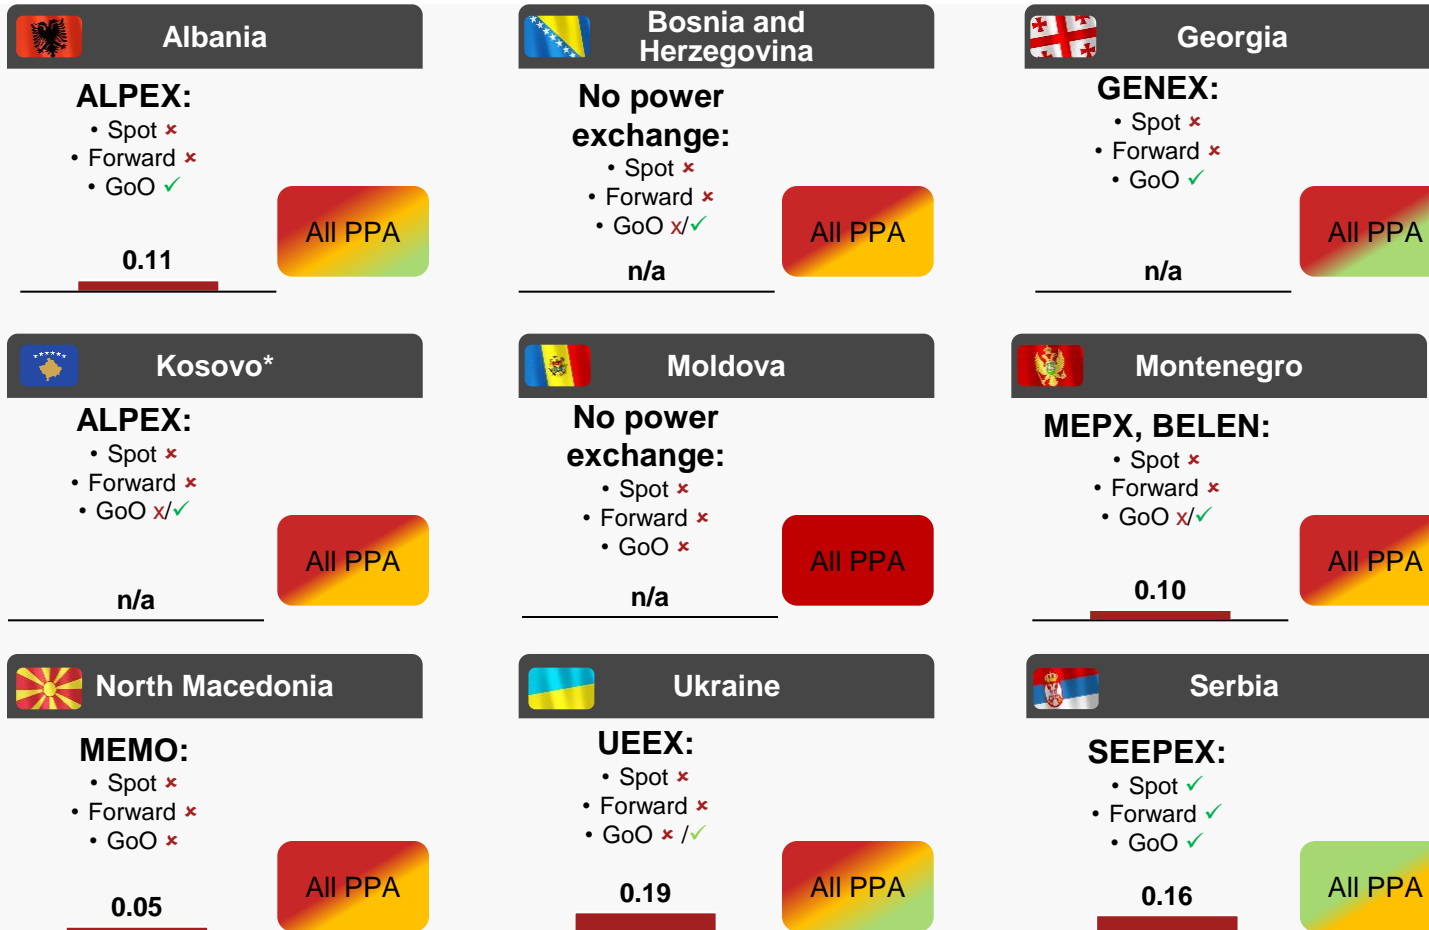 Albania
ALPEX:
• Spot ×
• Forward ×
• GoO ✓
All PPA
0.11
Bosnia and
Herzegovina
No power
exchange:
• Spot ×
• Forward ×
• GoO x/✓
All PPA
n/a
Georgia
GENEX:
• Spot ×
• Forward ×
• GoO ✓
All PPA
n/a
Kosovo*
ALPEX:
• Spot ×
• Forward ×
• GoO x/✓
All PPA
n/a
Moldova
No power
exchange:
• Spot ×
• Forward ×
• GoO ×
All PPA
n/a
Montenegro
MEPX, BELEN:
• Spot ×
• Forward ×
• GoO x/✓
All PPA
0.10
North Macedonia
MEMO:
• Spot ×
• Forward ×
• GoO ×
All PPA
0.05
Ukraine
UEEX:
• Spot ×
• Forward ×
• GoO × /✓
All PPA
0.19
Serbia
SEEPEX:
• Spot ✓
• Forward ✓
• GoO ✓
All PPA
0.16